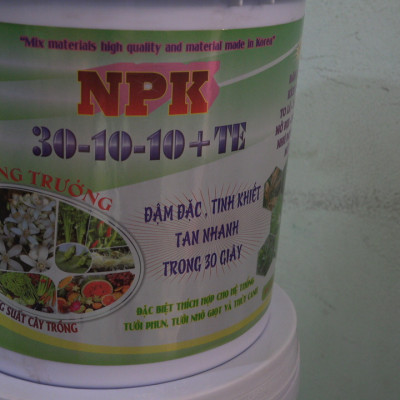 "Mix materials high quality and material made in Korea"
NPK
30-10-10+TE
NG TRƯỞNG
ĐẬM ĐẶC , TINH KHIẾT
TAN NHANH
TRONG 30 GIÂY
G SUẤT CÂY TRỒNG
ĐẶC BIỆT THÍCH HỢP CHO HỆ THỐNG
TƯỚI PHUN, TƯỚI NHỎ GIỌT VÀ THỦY CANH